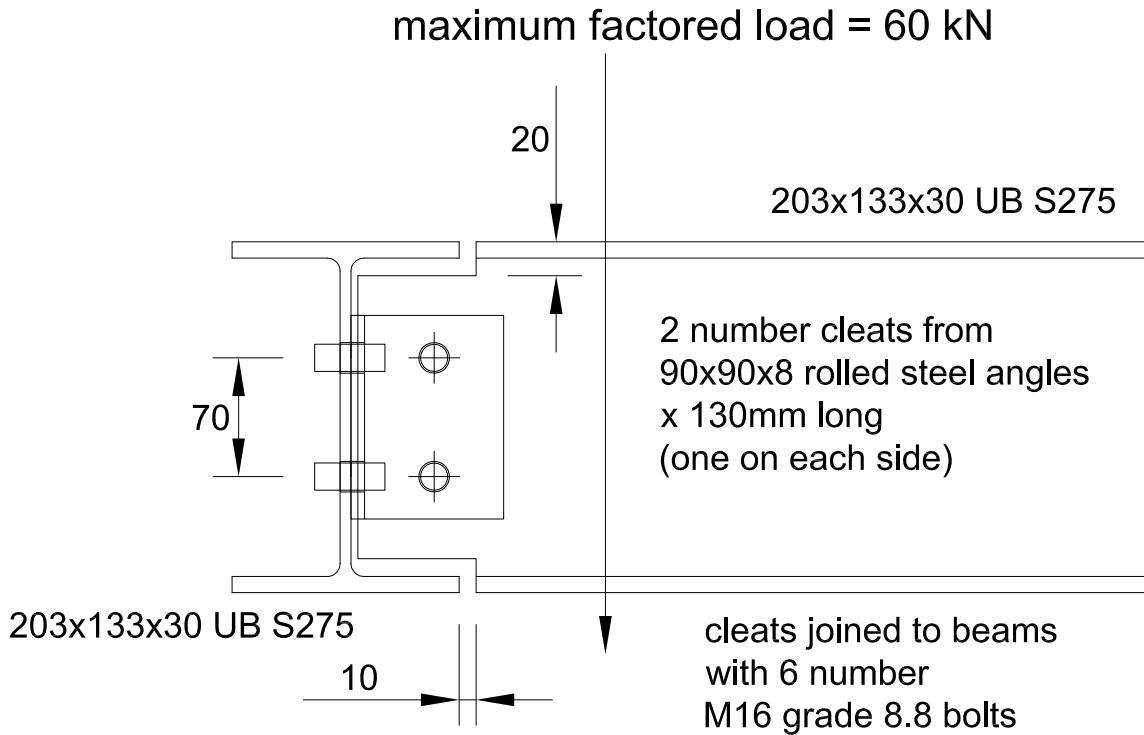 maximum factored load = 60 kN
20
203x133x30 UB S275
2 number cleats from
90x90x8 rolled steel angles
x 130mm long
(one on each side)
70
203x133x30 UB S275
10
cleats joined to beams
with 6 number
M16 grade 8.8 bolts